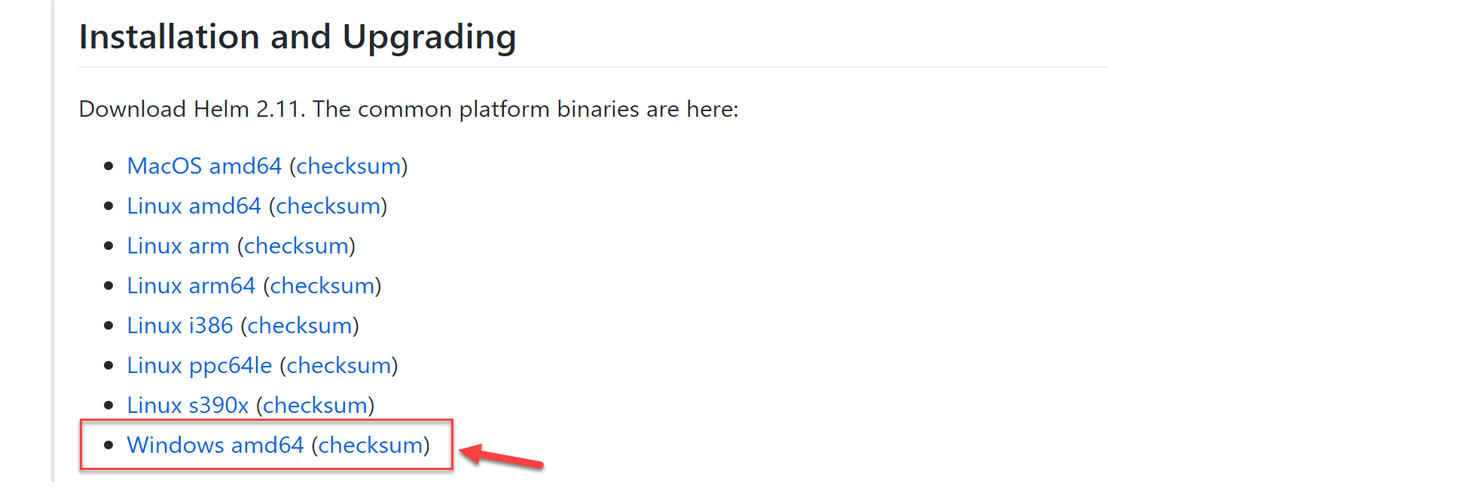 Installation and Upgrading
Download Helm 2.11. The common platform binaries are here:
MacOS amd64 (checksum)
Linux amd64 (checksum)
Linux arm (checksum)
Linux arm64 (checksum)
Linux i386 (checksum)
Linux ppc64le (checksum)
Linux s390x (checksum)
Windows amd64 (checksum)